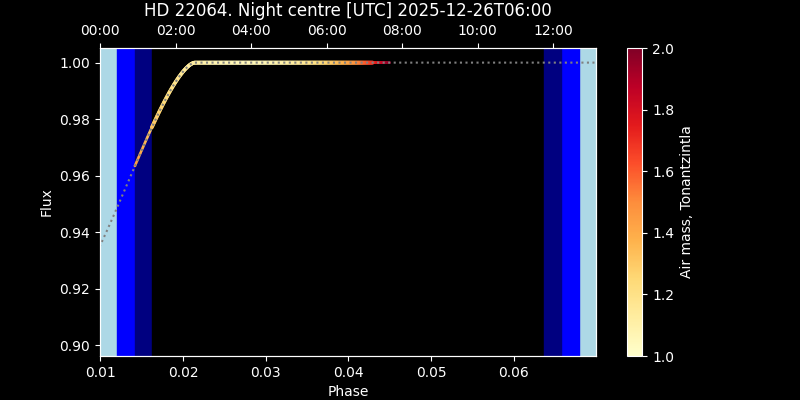 HD 22064. Night centre [UTC] 2025-12-26T06:00
00:00 02:00 04:00 06:00 08:00 10:00 12:00
1.00
0.98
0.96
0.94
0.92
0.90
Flux
0.01 0.02 0.03 0.04 0.05 0.06
Phase
2.0
1.8
1.6
1.4
1.2
1.0
Air mass, Tonantzintla